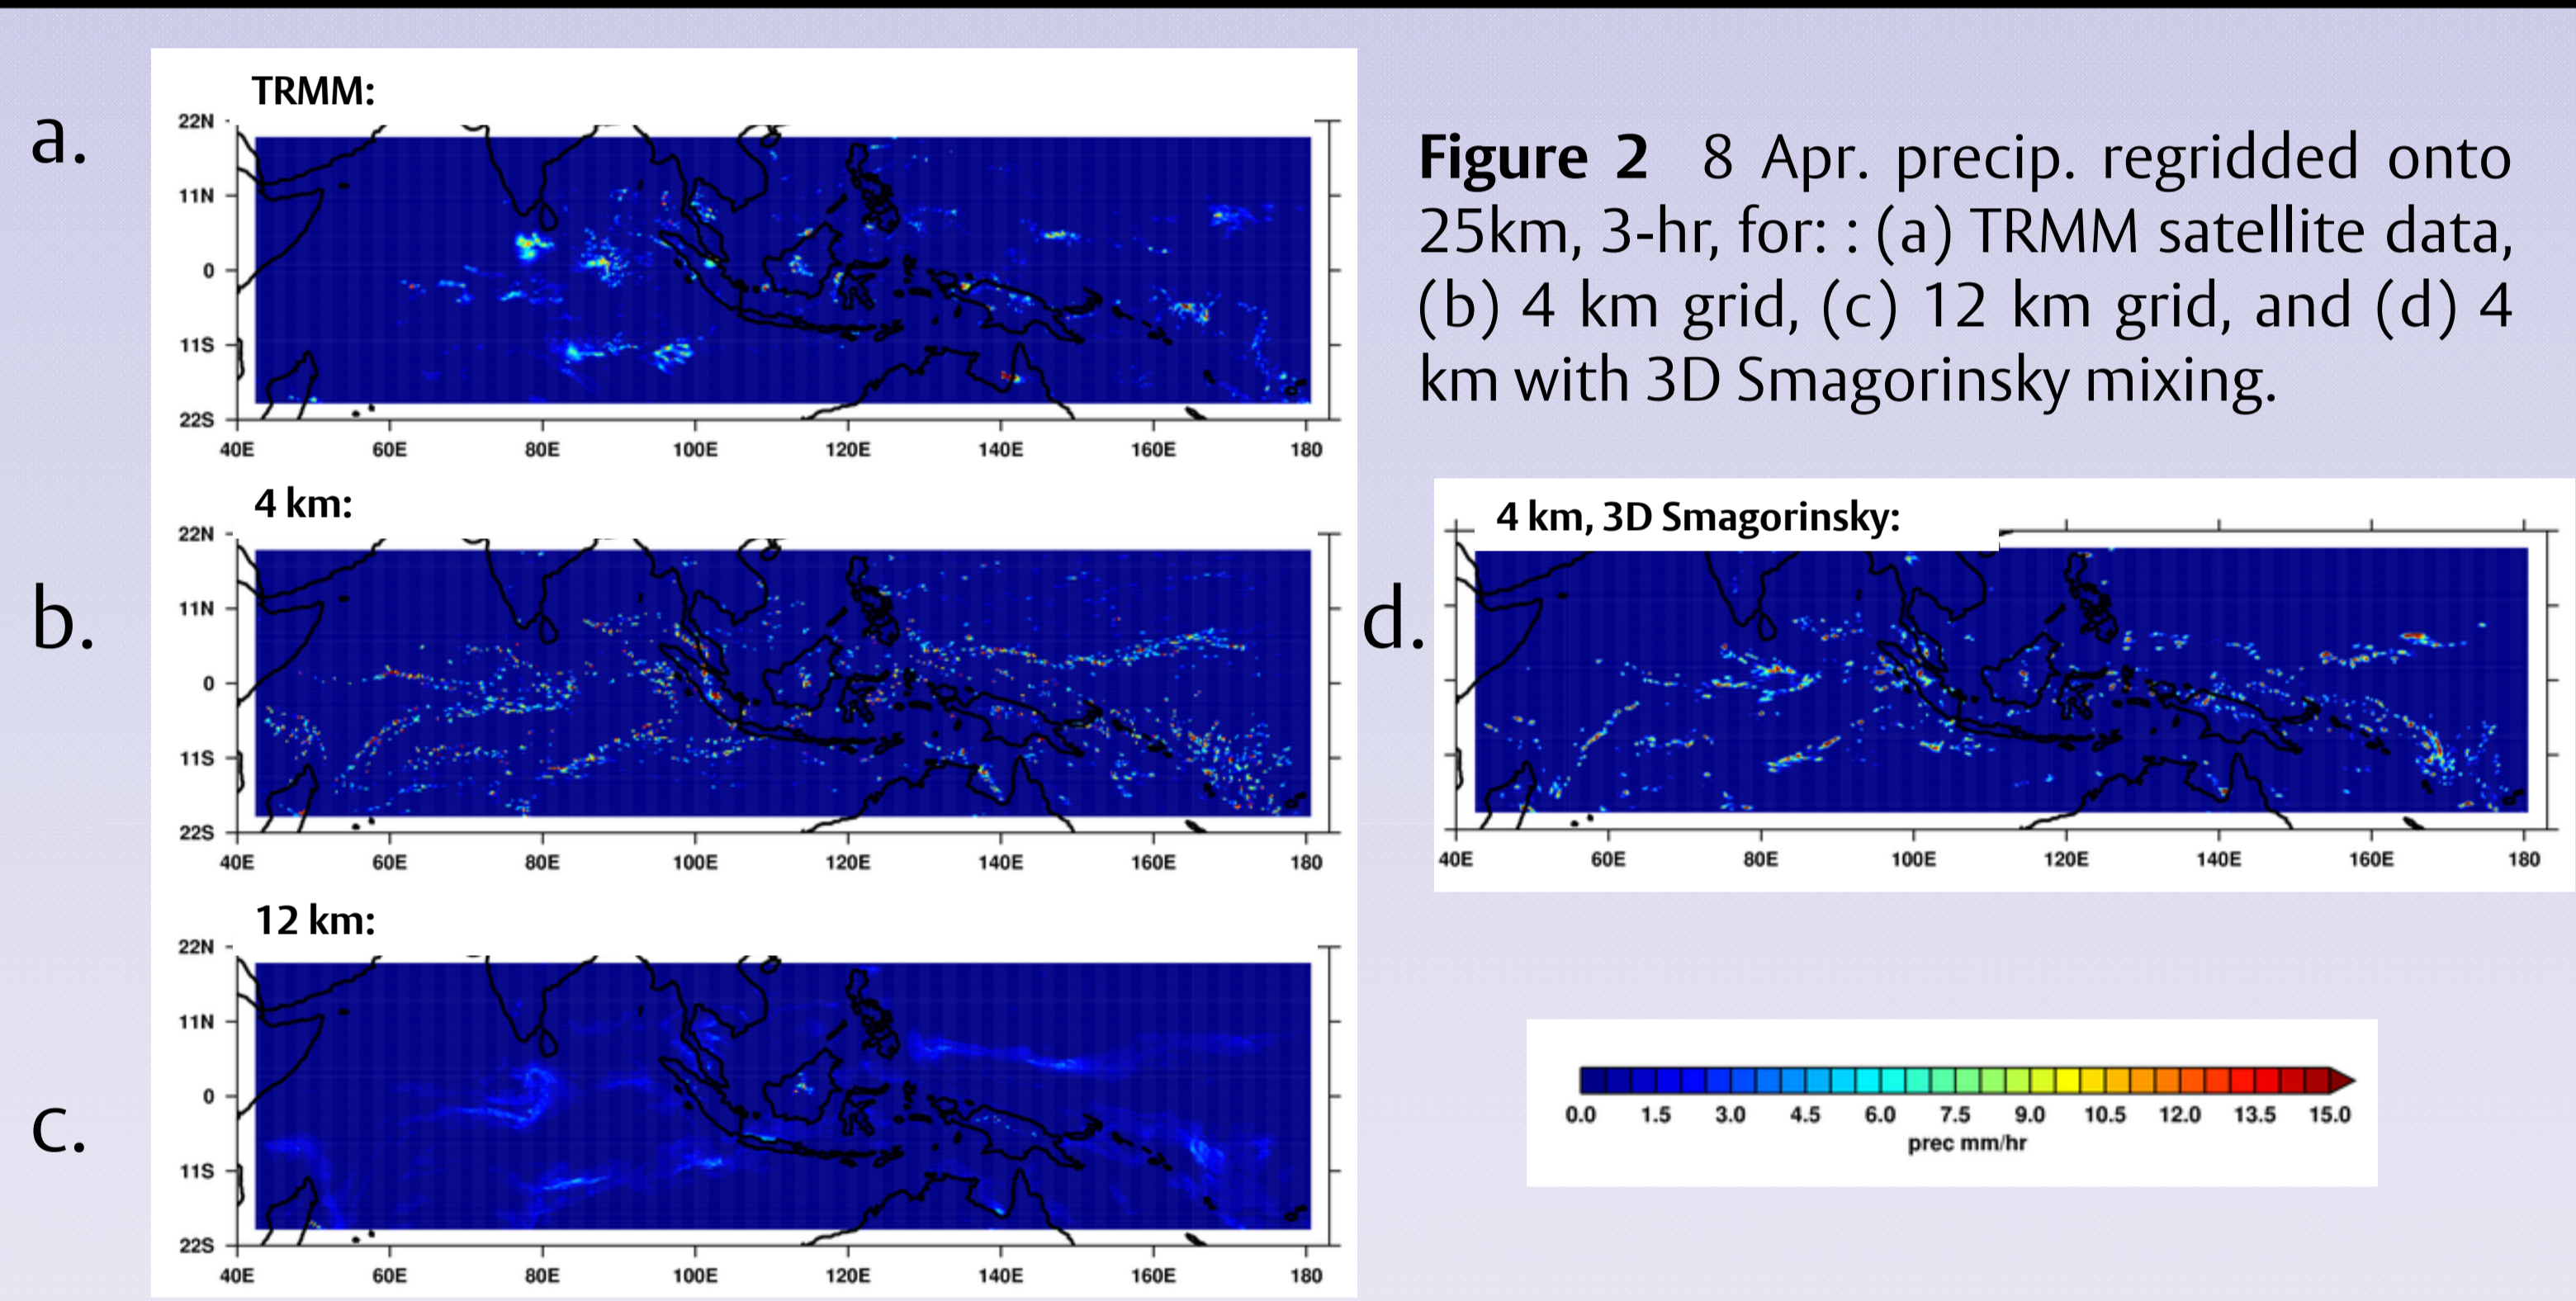 a.
TRMM:
22N
11N
0
11S
22S
40E 60E 80E 100E 120E 140E 160E 180
Figure 2 8 Apr. precip. regridded onto
25km, 3-hr, for: : (a) TRMM satellite data,
(b) 4 km grid, (c) 12 km grid, and (d) 4
km with 3D Smagorinsky mixing.
b.
4 km:
22N
11N
0
11S
22S
40E 60E 80E 100E 120E 140E 160E 180
d.
4 km, 3D Smagorinsky:
40E 60E 80E 100E 120E 140E 160E 180
c.
12 km:
22N
11N
0
11S
22S
40E 60E 80E 100E 120E 140E 160E 180
0.0 1.5 3.0 4.5 6.0 7.5 9.0 10.5 12.0 13.5 15.0
prec mm/hr